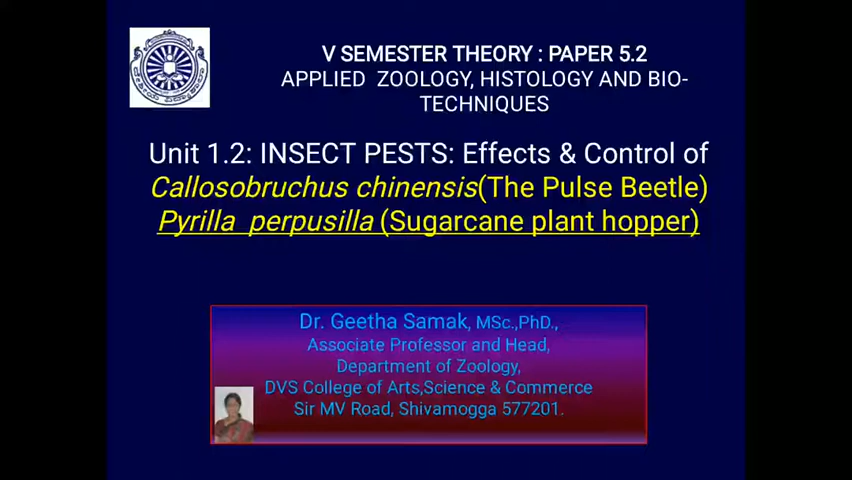 V SEMESTER THEORY : PAPER 5.2
APPLIED ZOOLOGY, HISTOLOGY AND BIO-
TECHNIQUES
Unit 1.2: INSECT PESTS: Effects & Control of
Callosobruchus chinensis(The Pulse Beetle)
Pyrilla perpusilla (Sugarcane plant hopper)
Dr. Geetha Samak, MSc.,PhD.,
Associate Professor and Head,
Department of Zoology,
DVS College of Arts,Science & Commerce
Sir MV Road, Shivamogga 577201.